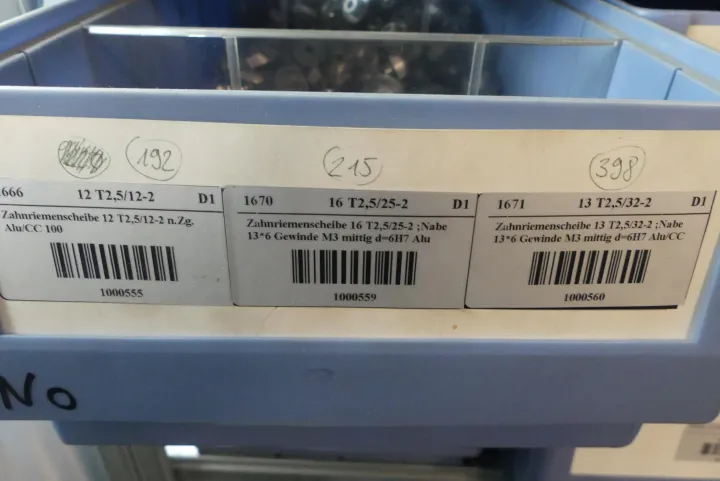 192
215
398
1666 12 T2,5/12-2 D1
Zahnriemenscheibe 12 T2,5/12-2 n.Zg.
Alu/CC 100
1000555
1670 16 T2,5/25-2 D1
Zahnriemenscheibe 16 T2,5/25-2 ;Nabe
13*6 Gewinde M3 mittig d=6H7 Alu
1000559
1671 13 T2,5/32-2 D1
Zahnriemenscheibe 13 T2,5/32-2 ;Nabe
13*6 Gewinde M3 mittig d=6H7 Alu/CC
1000560
No